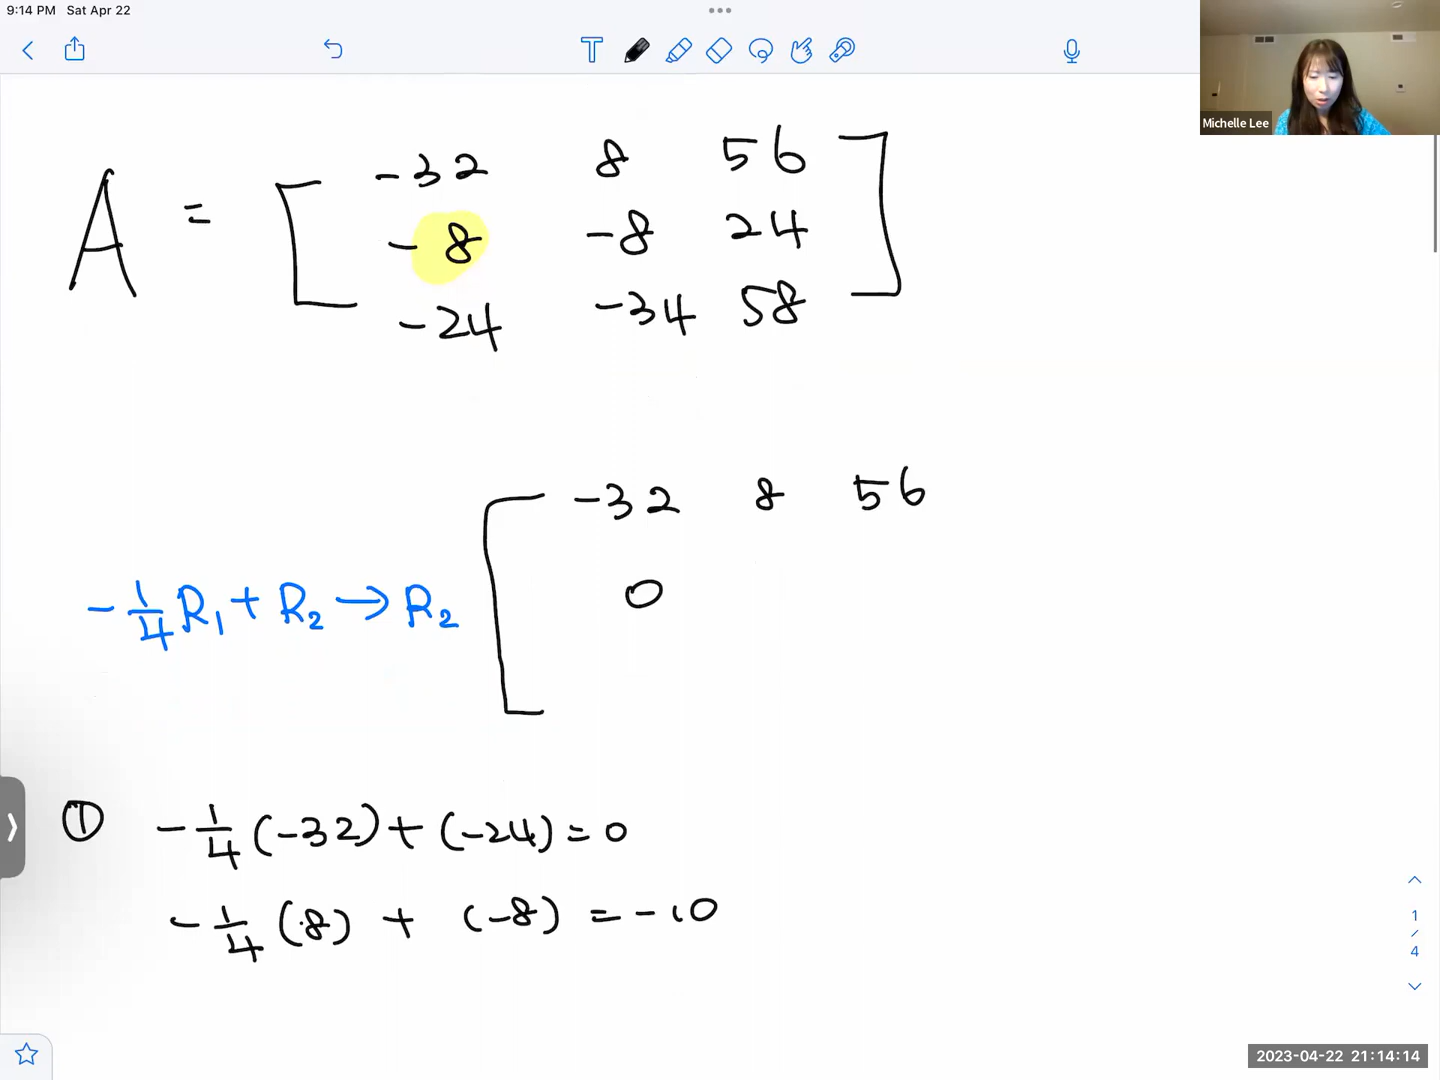 9:14 PM Sat Apr 22
Michelle Lee
A = [ -32 8 56
-8 -8 24
-24 -34 58 ]
-32 8 56
-1/4 R₁ + R₂ → R₂ [ 0
① -1/4 (-32) + (-24) = 0
-1/4 (8) + (-8) = -10
1
/
4
2023-04-22 21:14:14